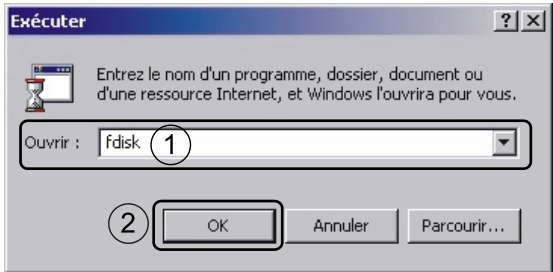 Exécuter
Entrez le nom d'un programme, dossier, document ou
d'une ressource Internet, et Windows l'ouvrira pour vous.
Ouvrir : fdisk 1
2 OK Annuler Parcourir...